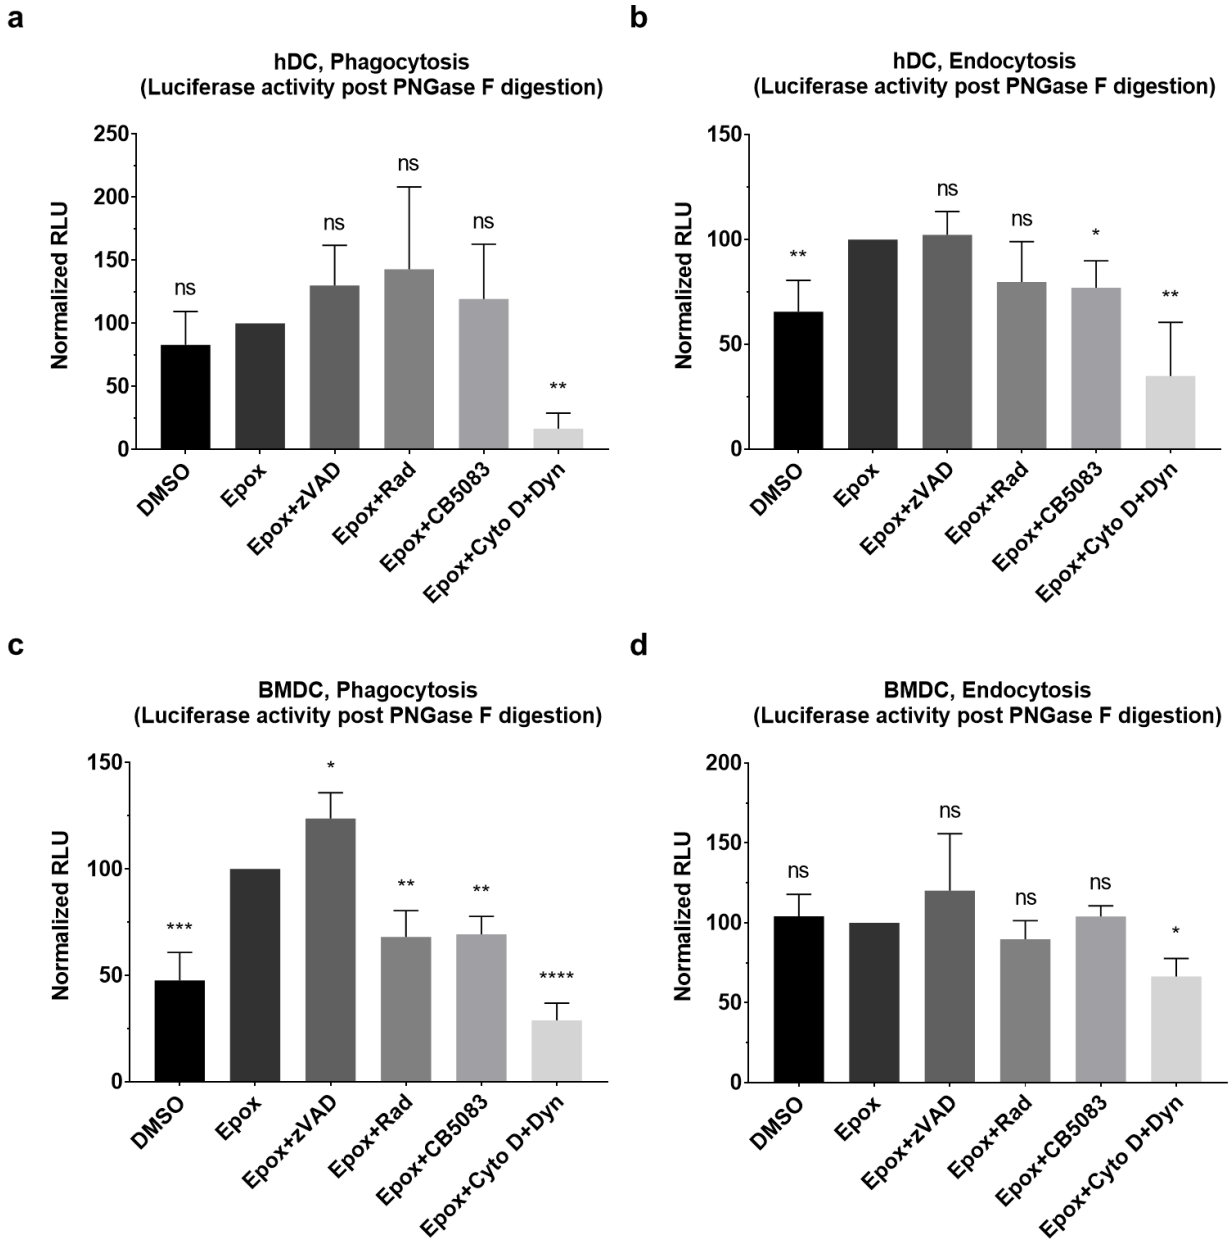 a
hDC, Phagocytosis
(Luciferase activity post PNGase F digestion)
Normalized RLU
250
200
150
100
50
0
ns
ns
ns
ns
**
DMSO
Epox
Epox+zVAD
Epox+Rad
Epox+CB5083
Epox+Cyto D+Dyn
b
hDC, Endocytosis
(Luciferase activity post PNGase F digestion)
Normalized RLU
150
100
50
0
**
ns
ns
*
**
DMSO
Epox
Epox+zVAD
Epox+Rad
Epox+CB5083
Epox+Cyto D+Dyn
c
BMDC, Phagocytosis
(Luciferase activity post PNGase F digestion)
Normalized RLU
150
100
50
0
***
*
**
**
****
DMSO
Epox
Epox+zVAD
Epox+Rad
Epox+CB5083
Epox+Cyto D+Dyn
d
BMDC, Endocytosis
(Luciferase activity post PNGase F digestion)
Normalized RLU
200
150
100
50
0
ns
ns
ns
ns
*
DMSO
Epox
Epox+zVAD
Epox+Rad
Epox+CB5083
Epox+Cyto D+Dyn